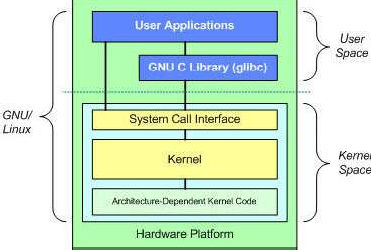 User Applications
GNU C Library (glibc)
User
Space
GNU/
Linux
System Call Interface
Kernel
Kernel
Space
Architecture-Dependent Kernel Code
Hardware Platform